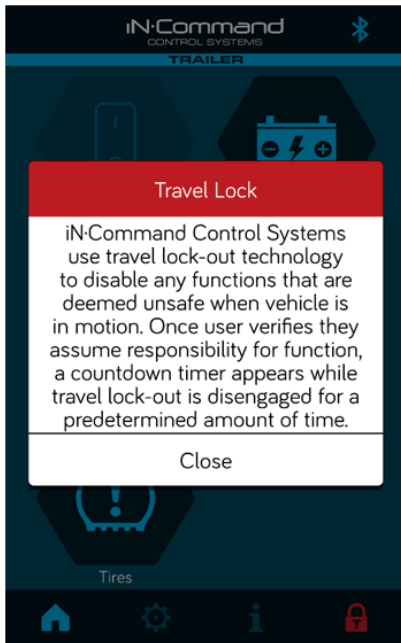 iN·Command
CONTROL SYSTEMS
TRAILER
Travel Lock
iN·Command Control Systems
use travel lock-out technology
to disable any functions that are
deemed unsafe when vehicle is
in motion. Once user verifies they
assume responsibility for function,
a countdown timer appears while
travel lock-out is disengaged for a
predetermined amount of time.
Close
Tires